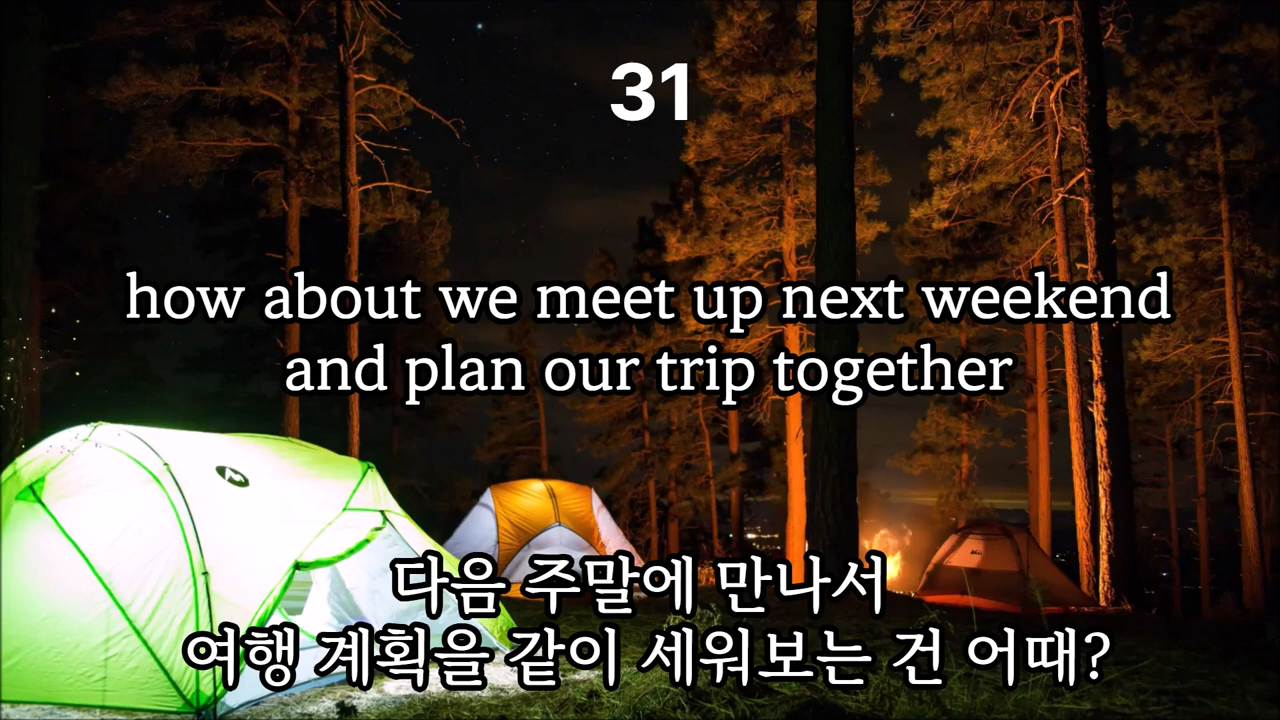 31
how about we meet up next weekend
and plan our trip together
다음 주말에 만나서
여행 계획을 같이 세워보는 건 어때?